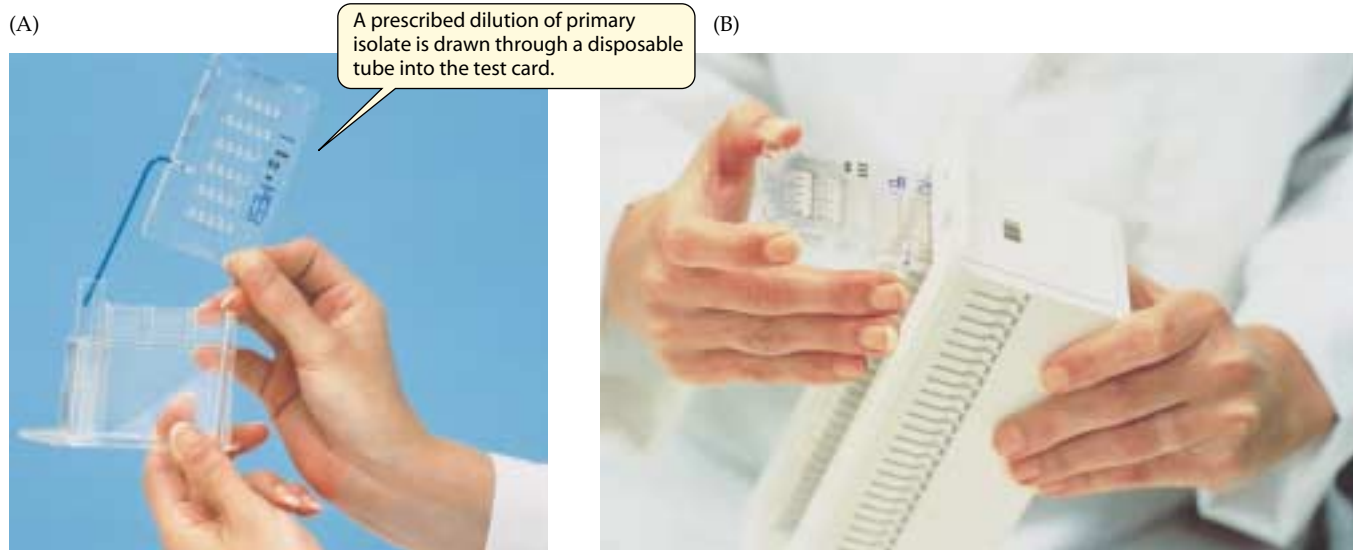 (A)
A prescribed dilution of primary
isolate is drawn through a disposable
tube into the test card.
(B)